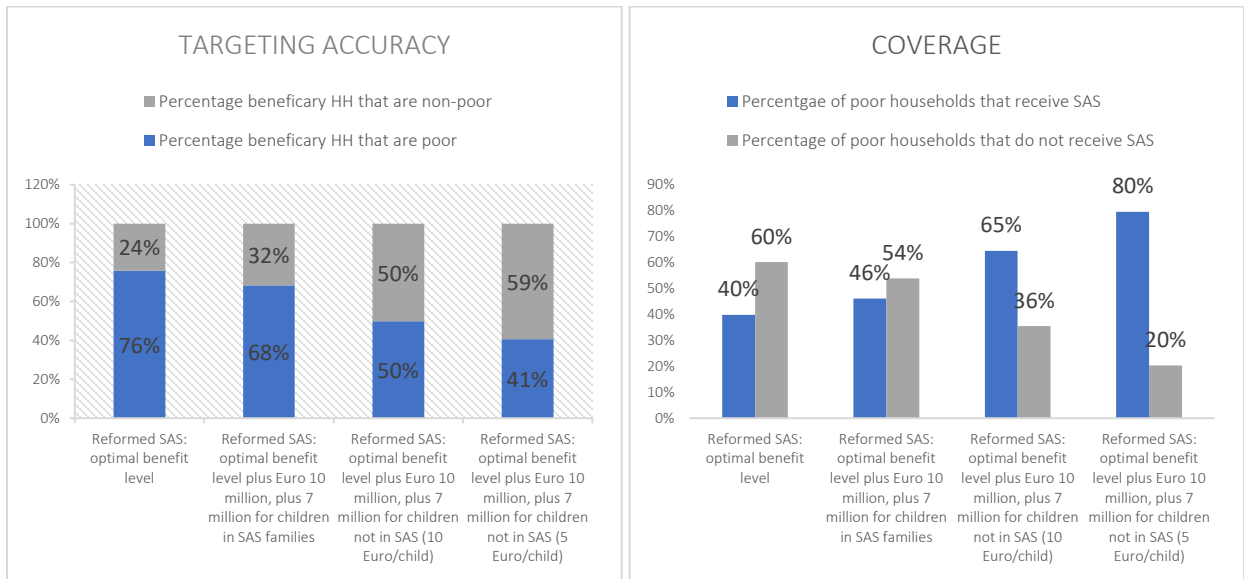 TARGETING ACCURACY
Percentage beneficary HH that are non-poor
Percentage beneficary HH that are poor
120%
100%
80%
60%
40%
20%
0%
24%
32%
50%
59%
76%
68%
50%
41%
Reformed SAS:
optimal benefit
level
Reformed SAS:
optimal benefit
level plus Euro 10
million, plus 7
million for children
in SAS families
Reformed SAS:
optimal benefit
level plus Euro 10
million, plus 7
million for children
not in SAS (10
Euro/child)
Reformed SAS:
optimal benefit
level plus Euro 10
million, plus 7
million for children
not in SAS (5
Euro/child)
COVERAGE
Percentgae of poor households that receive SAS
Percentage of poor households that do not receive SAS
90%
80%
70%
60%
50%
40%
30%
20%
10%
0%
40%
60%
46%
54%
65%
36%
80%
20%
Reformed SAS:
optimal benefit
level
Reformed SAS:
optimal benefit
level plus Euro 10
million, plus 7
million for children
in SAS families
Reformed SAS:
optimal benefit
level plus Euro 10
million, plus 7
million for children
not in SAS (10
Euro/child)
Reformed SAS:
optimal benefit
level plus Euro 10
million, plus 7
million for children
not in SAS (5
Euro/child)